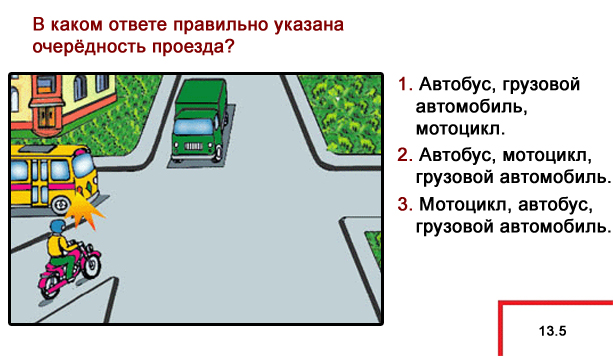 В каком ответе правильно указана
очерёдность проезда?
1. Автобус, грузовой
автомобиль,
мотоцикл.
2. Автобус, мотоцикл,
грузовой автомобиль.
3. Мотоцикл, автобус,
грузовой автомобиль.
13.5